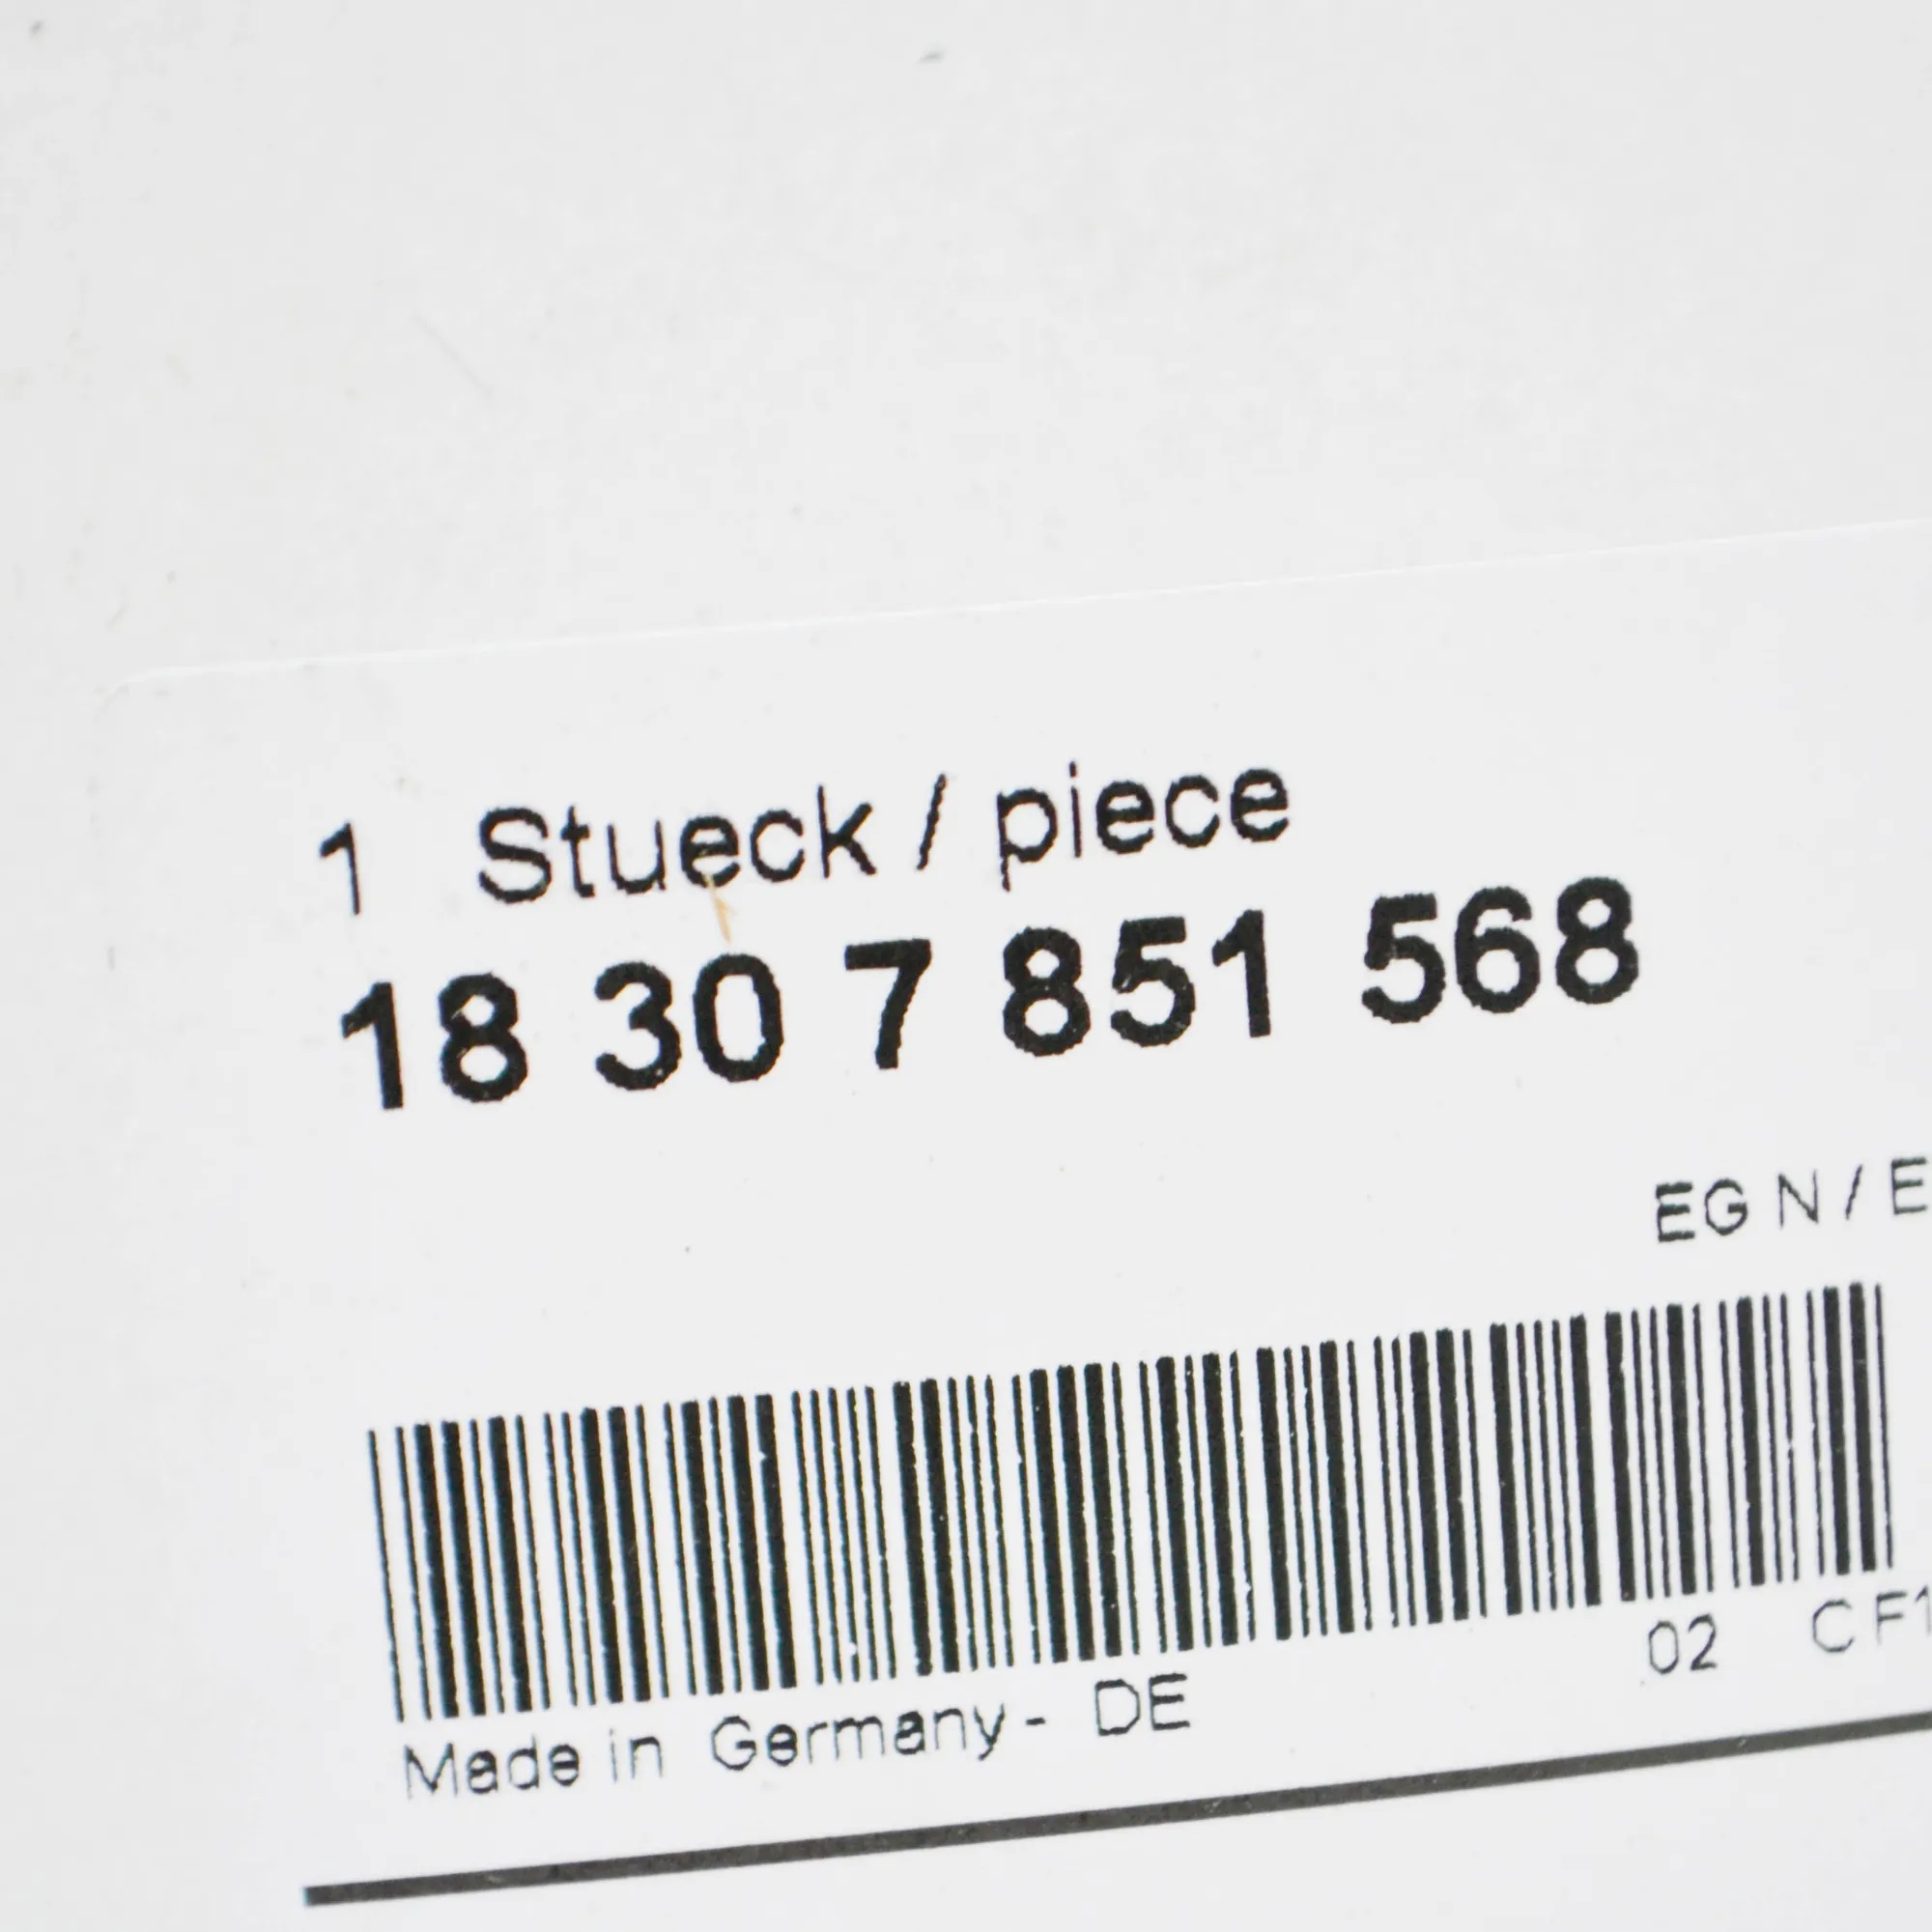 1 Stueck / piece
18 30 7 851 568
EG N / E
02 CF1
Made in Germany - DE